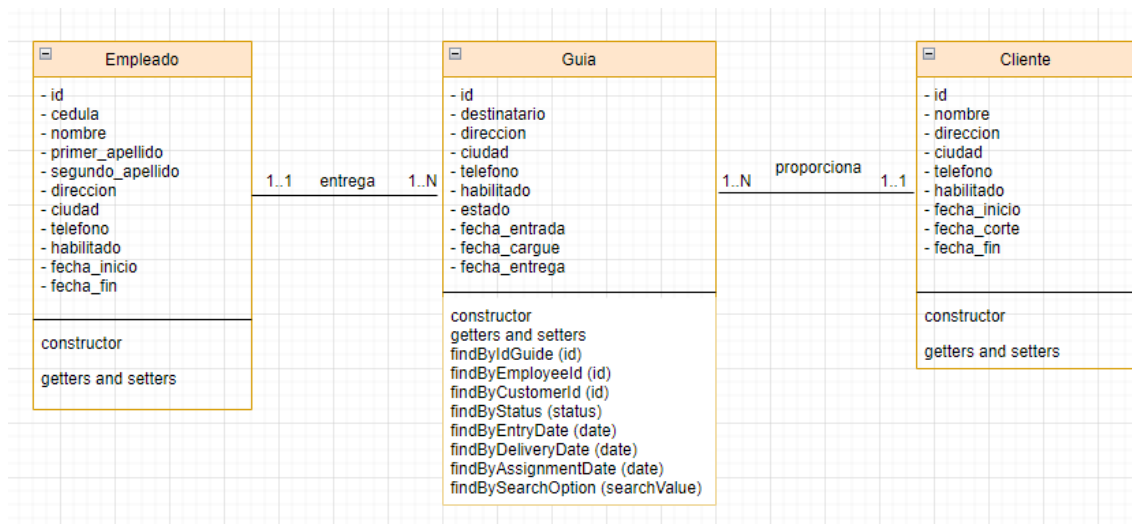 Empleado
- id
- cedula
- nombre
- primer_apellido
- segundo_apellido
- direccion
- ciudad
- telefono
- habilitado
- fecha_inicio
- fecha_fin
constructor
getters and setters
1..1 entrega 1..N
Guia
- id
- destinatario
- direccion
- ciudad
- telefono
- habilitado
- estado
- fecha_entrada
- fecha_cargue
- fecha_entrega
constructor
getters and setters
findByIdGuide (id)
findByEmployeeId (id)
findByCustomerId (id)
findByStatus (status)
findByEntryDate (date)
findByDeliveryDate (date)
findByAssignmentDate (date)
findBySearchOption (searchValue)
1..N proporciona 1..1
Cliente
- id
- nombre
- direccion
- ciudad
- telefono
- habilitado
- fecha_inicio
- fecha_corte
- fecha_fin
constructor
getters and setters